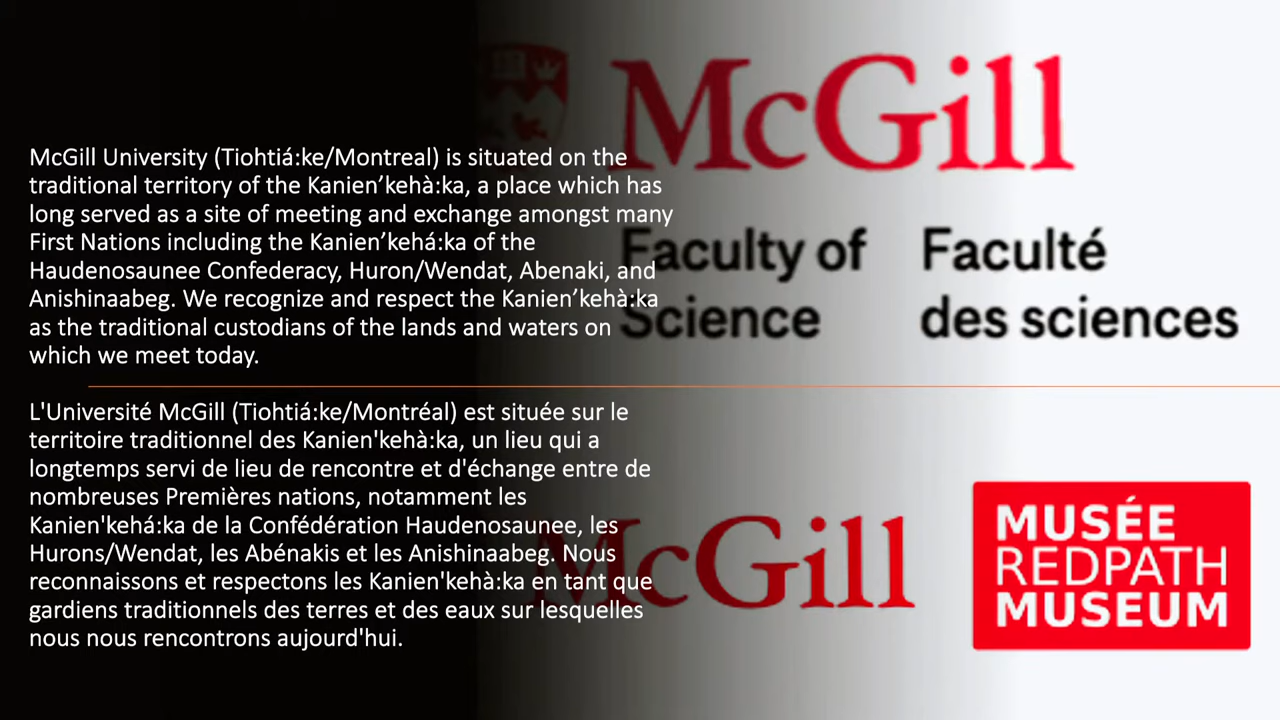 McGill University (Tiohtiá:ke/Montreal) is situated on the
traditional territory of the Kanien’kehà:ka, a place which has
long served as a site of meeting and exchange amongst many
First Nations including the Kanien’kehá:ka of the
Haudenosaunee Confederacy, Huron/Wendat, Abenaki, and
Anishinaabeg. We recognize and respect the Kanien’kehà:ka
as the traditional custodians of the lands and waters on
which we meet today.
L'Université McGill (Tiohtiá:ke/Montréal) est située sur le
territoire traditionnel des Kanien'kehà:ka, un lieu qui a
longtemps servi de lieu de rencontre et d'échange entre de
nombreuses Premières nations, notamment les
Kanien'kehá:ka de la Confédération Haudenosaunee, les
Hurons/Wendat, les Abénakis et les Anishinaabeg. Nous
reconnaissons et respectons les Kanien'kehà:ka en tant que
gardiens traditionnels des terres et des eaux sur lesquelles
nous nous rencontrons aujourd'hui.
McGill
Faculty of
Science
Faculté
des sciences
McGill
MUSÉE
REDPATH
MUSEUM